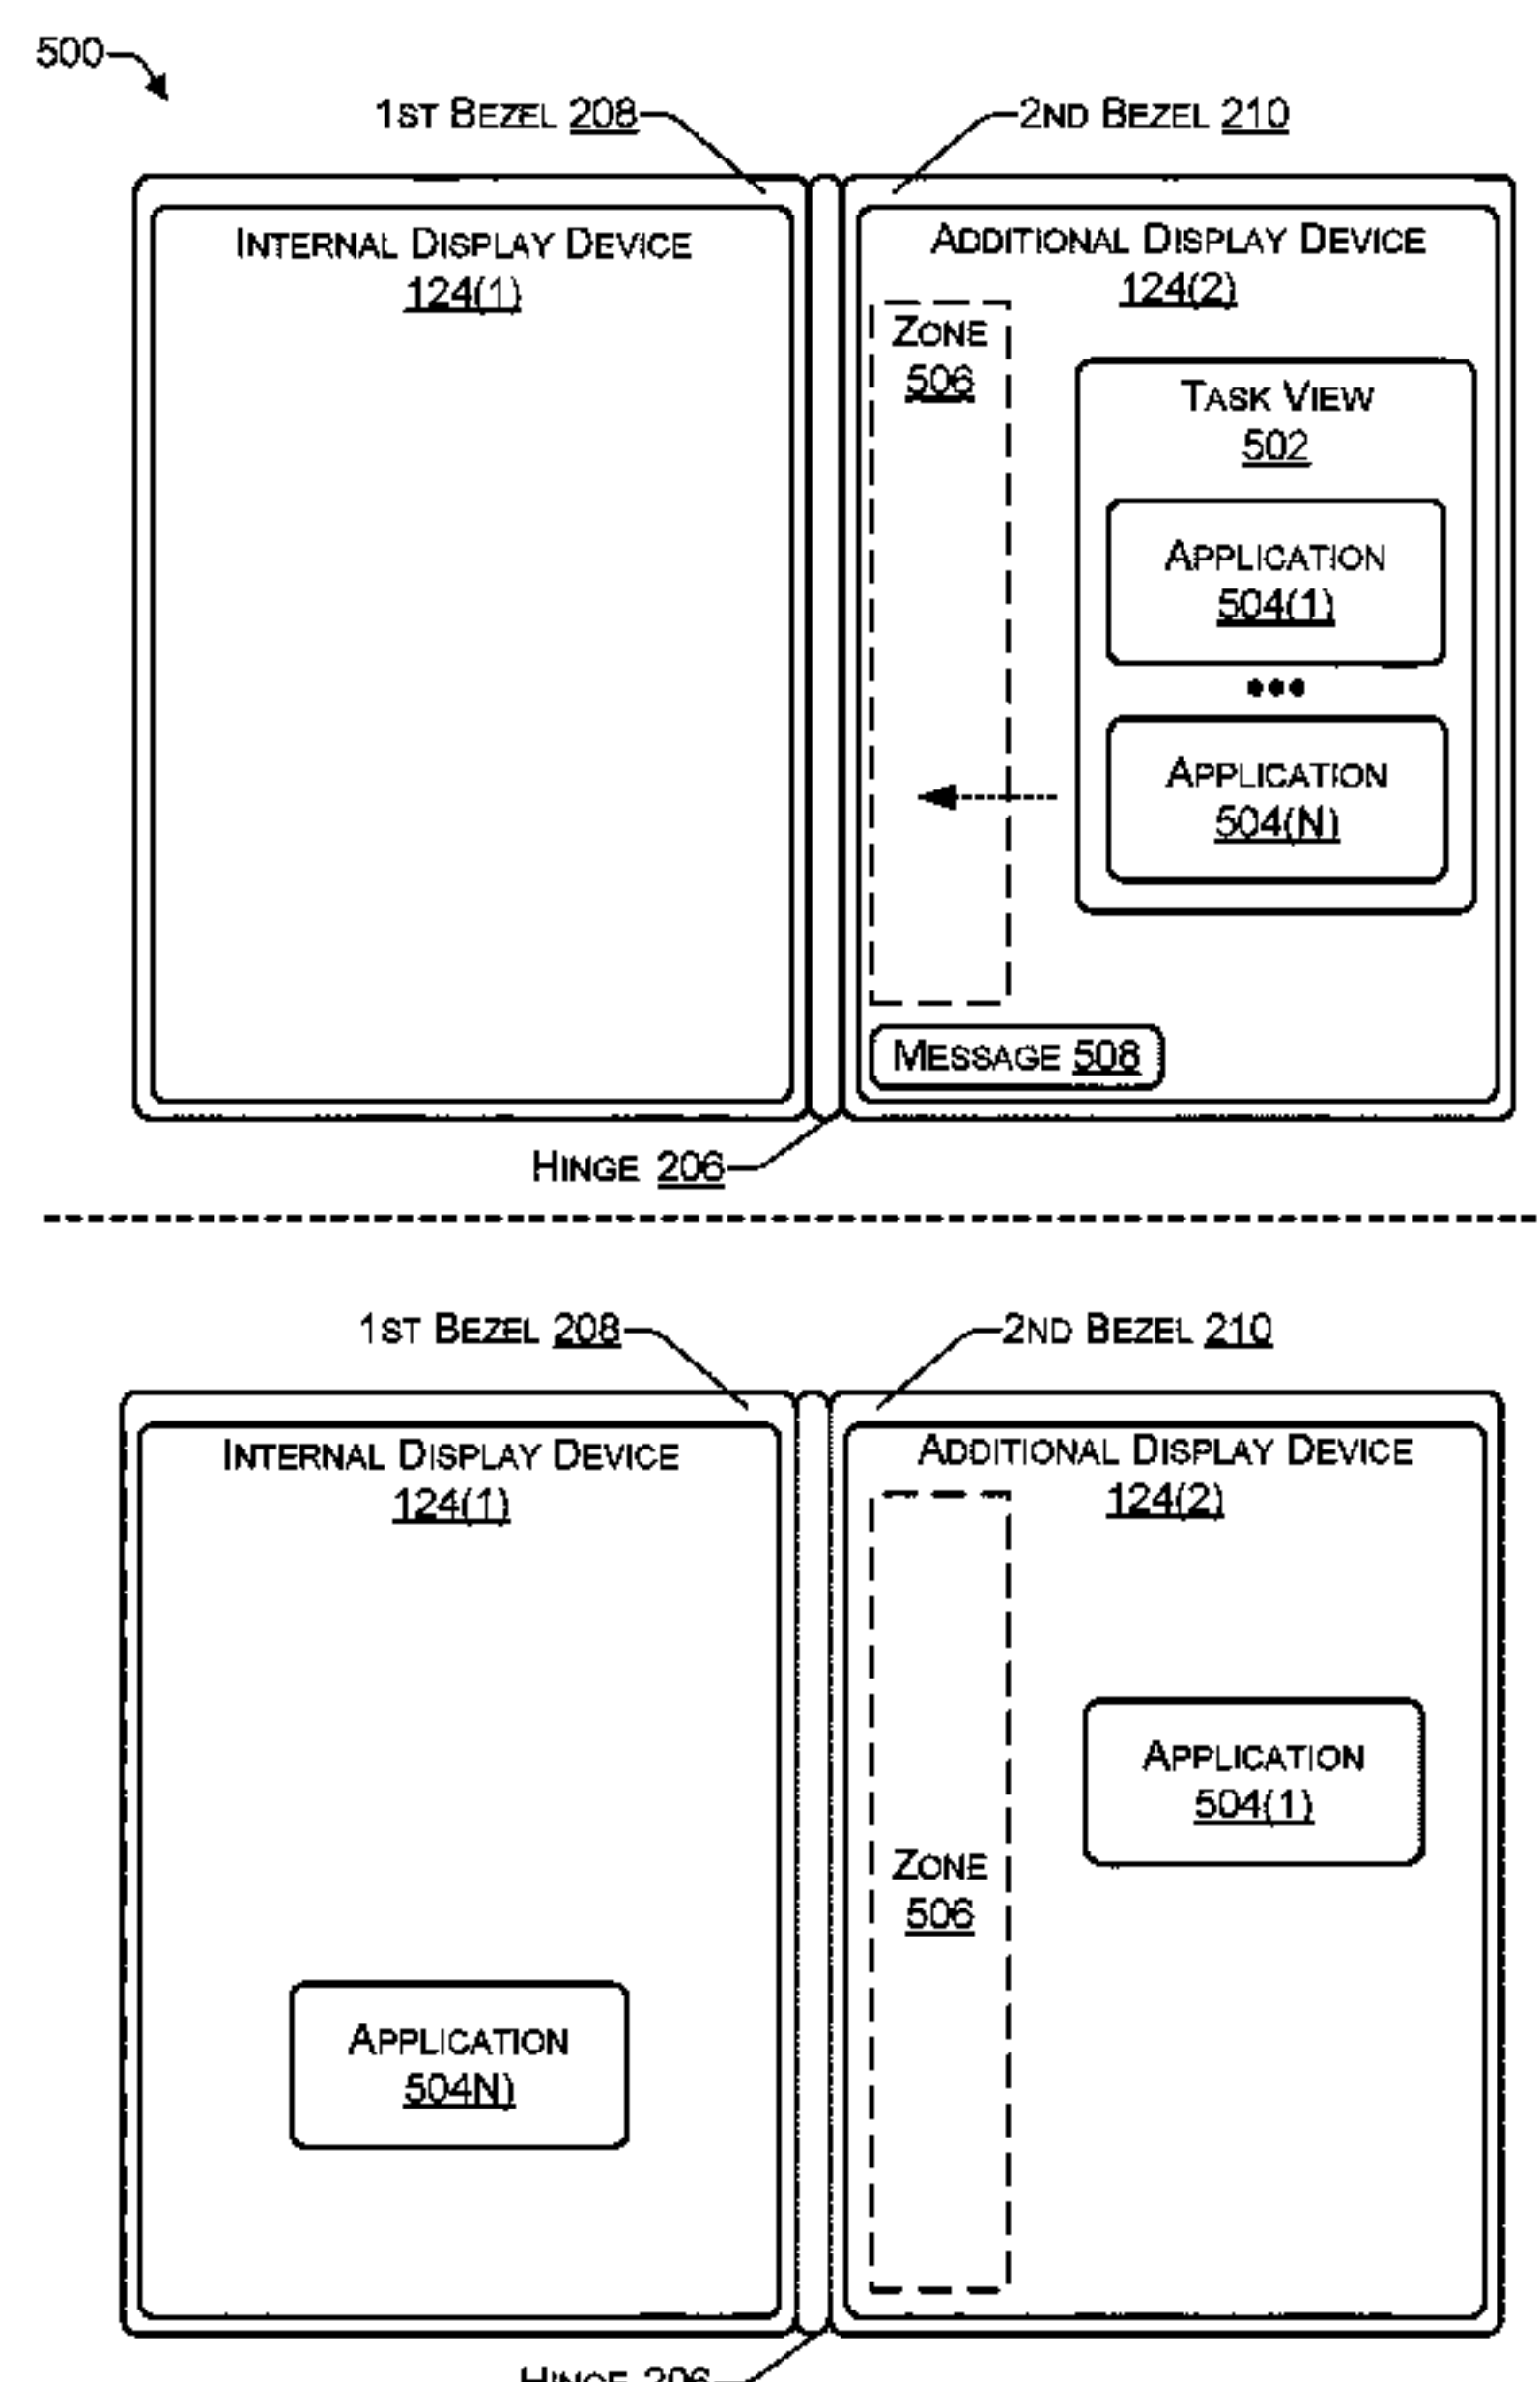 500
1ST BEZEL 208
2ND BEZEL 210
INTERNAL DISPLAY DEVICE
124(1)
ADDITIONAL DISPLAY DEVICE
124(2)
ZONE
506
TASK VIEW
502
APPLICATION
504(1)
•••
APPLICATION
504(N)
MESSAGE 508
HINGE 206
1ST BEZEL 208
2ND BEZEL 210
INTERNAL DISPLAY DEVICE
124(1)
ADDITIONAL DISPLAY DEVICE
124(2)
APPLICATION
504(1)
ZONE
506
APPLICATION
504N)
HINGE 206